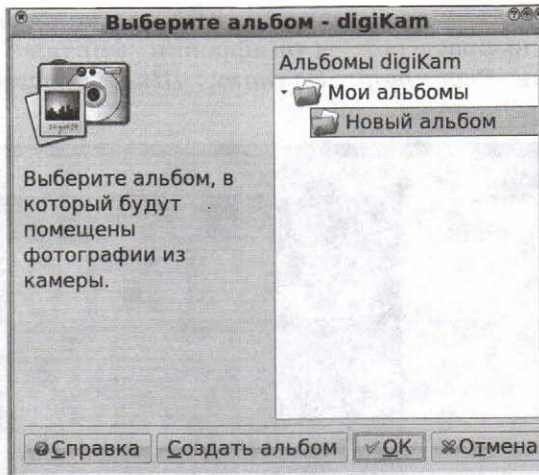 Выберите альбом - digiKam
Альбомы digiKam
Мои альбомы
Новый альбом
Выберите альбом, в
который будут
помещены
фотографии из
камеры.
Справка
Создать альбом
OK
Отмена